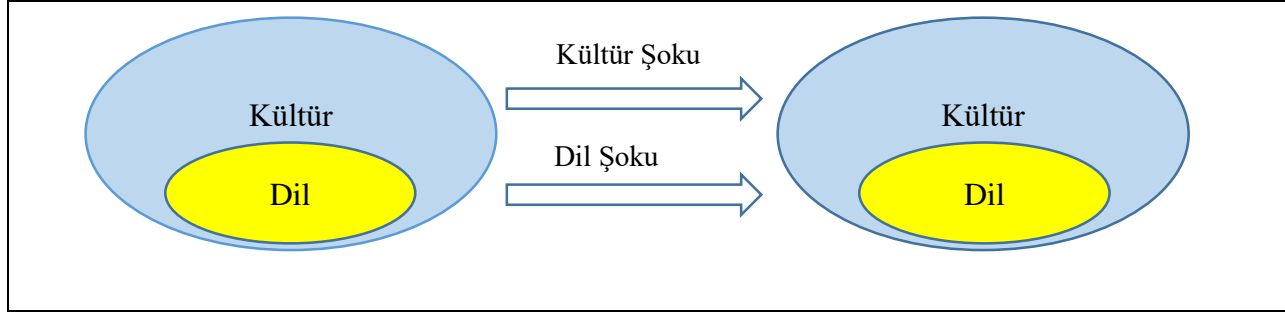 Kültür Şoku
Kültür
Kültür
Dil Şoku
Dil
Dil